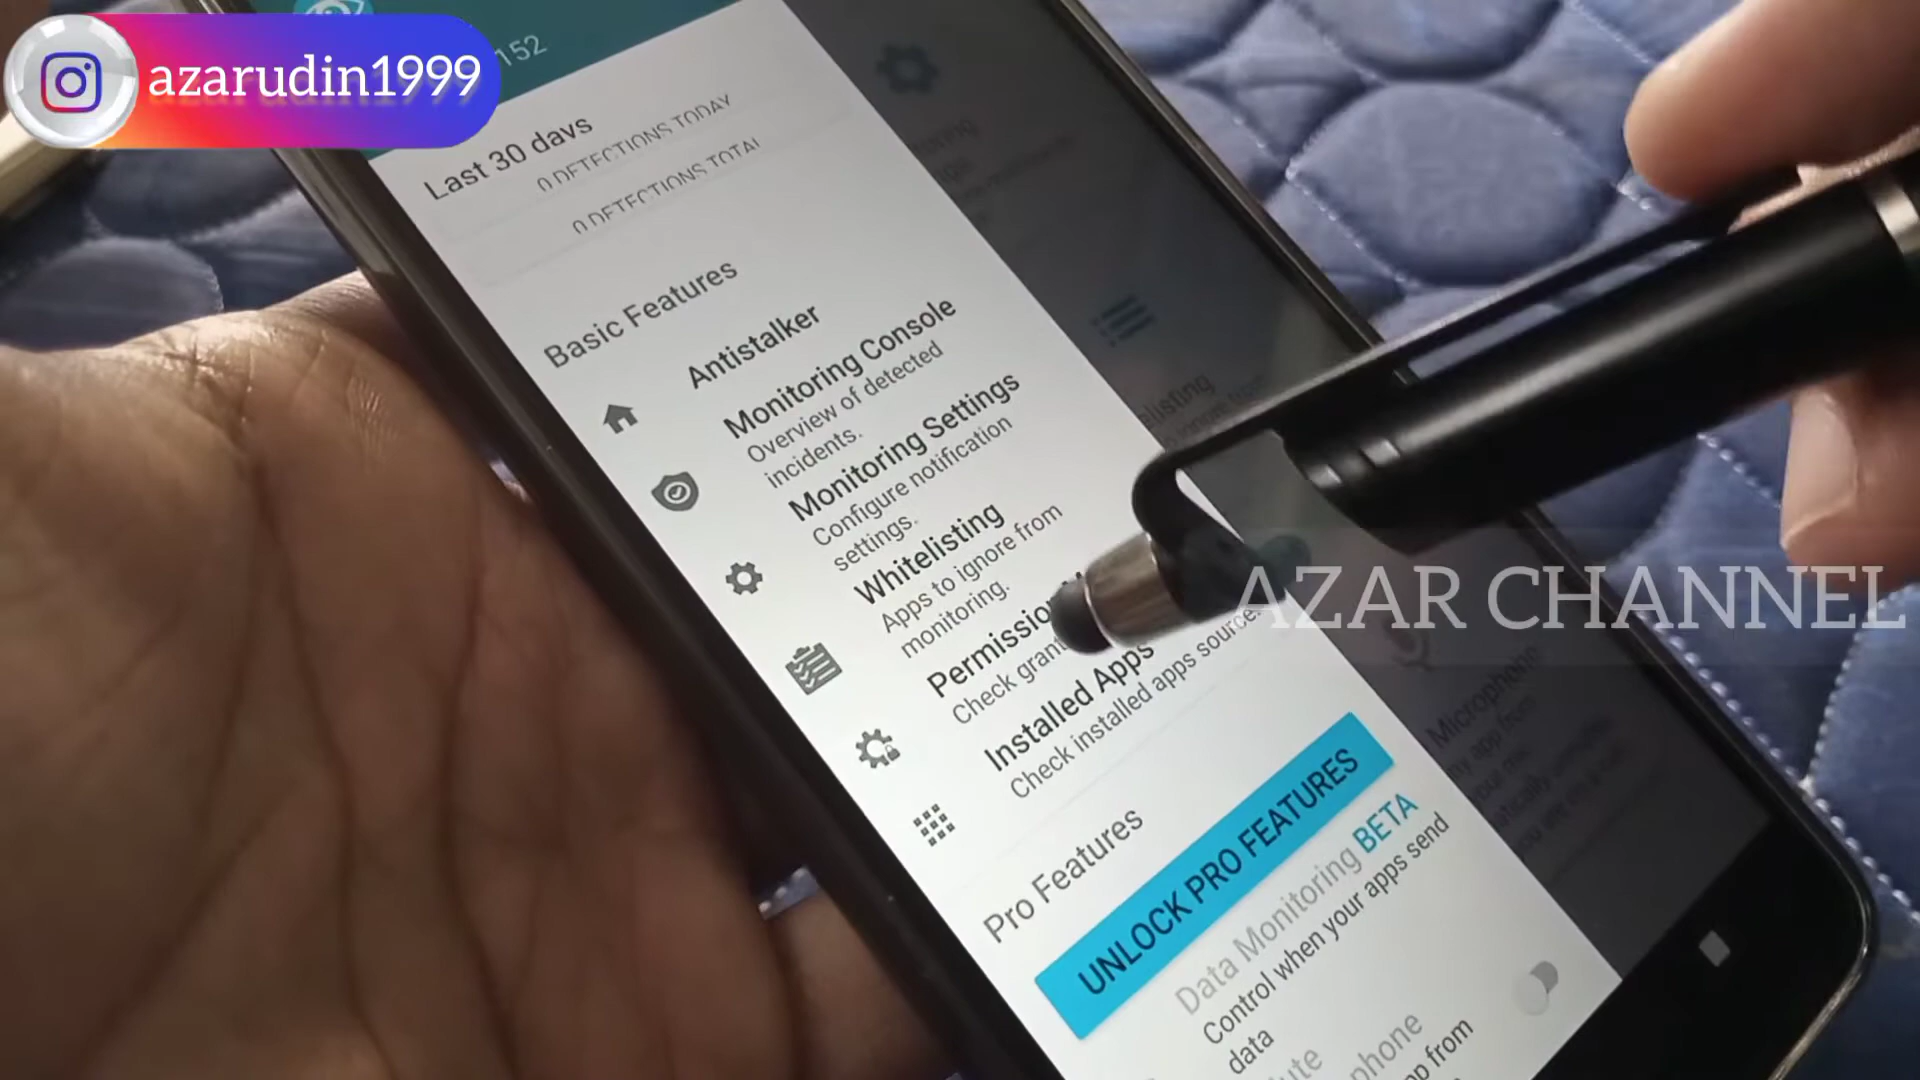 azarudin1999
152
Last 30 days
0 DETECTIONS TODAY
0 DETECTIONS TOTAL
Basic Features
Antistalker
Monitoring Console
Overview of detected
incidents.
Monitoring Settings
Configure notification
settings.
Whitelisting
Apps to ignore from
monitoring.
Permissio
Check grant
Installed Apps
Check installed apps source.
Pro Features
UNLOCK PRO FEATURES
Data Monitoring BETA
Control when your apps send
data
AZAR CHANNEL
Microphone